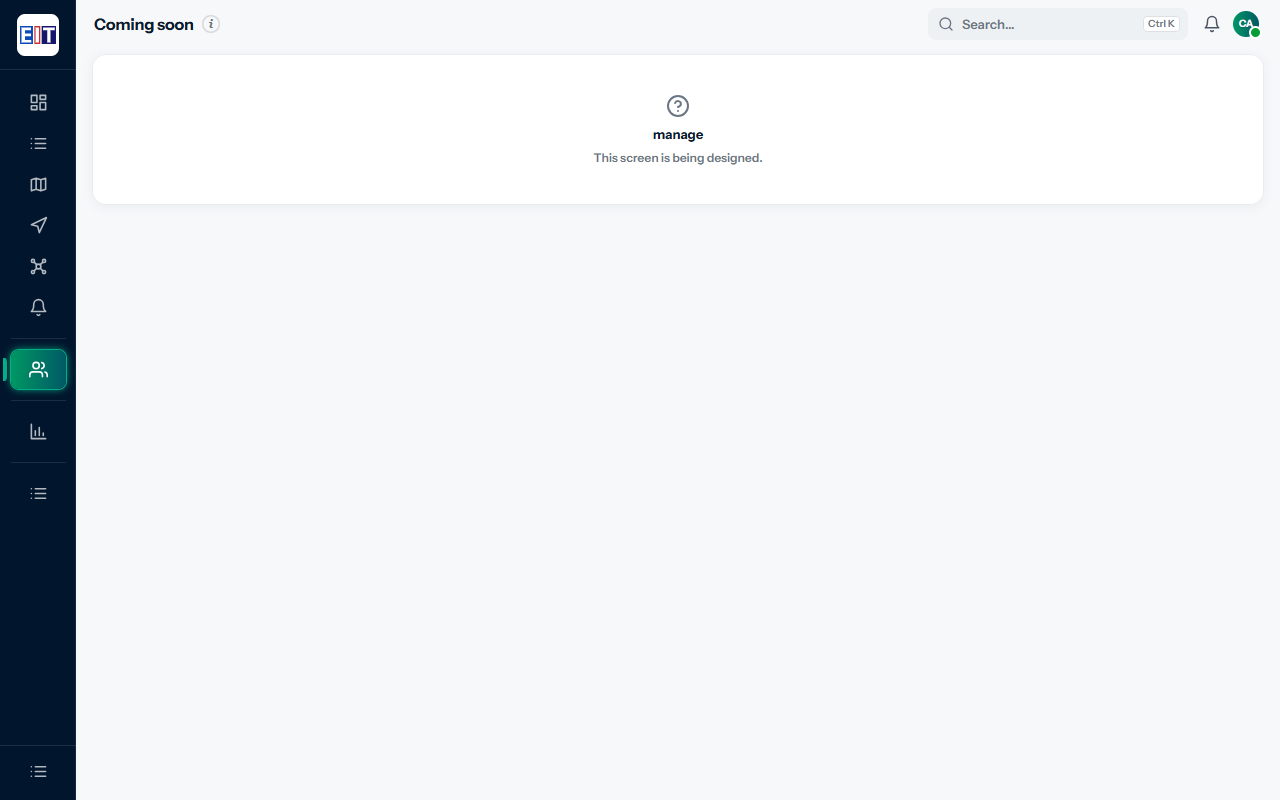 EIT
Coming soon
i
Search...
Ctrl K
CA
manage
This screen is being designed.